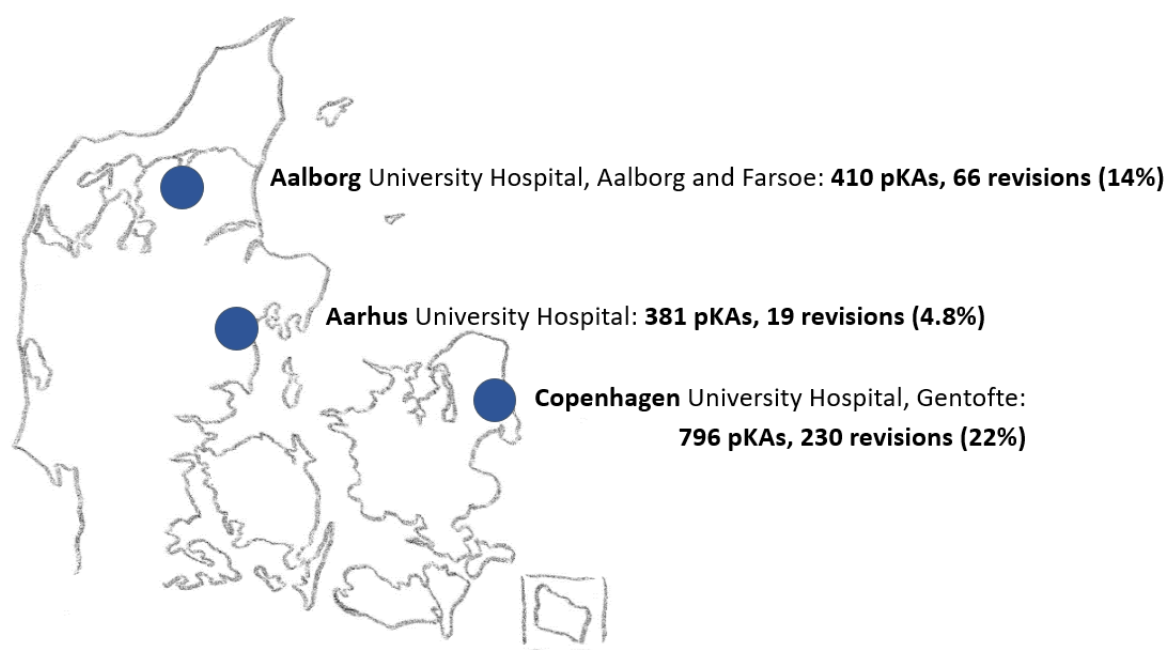 Aalborg University Hospital, Aalborg and Farsoe: 410 pKAs, 66 revisions (14%)
Aarhus University Hospital: 381 pKAs, 19 revisions (4.8%)
Copenhagen University Hospital, Gentofte:
796 pKAs, 230 revisions (22%)